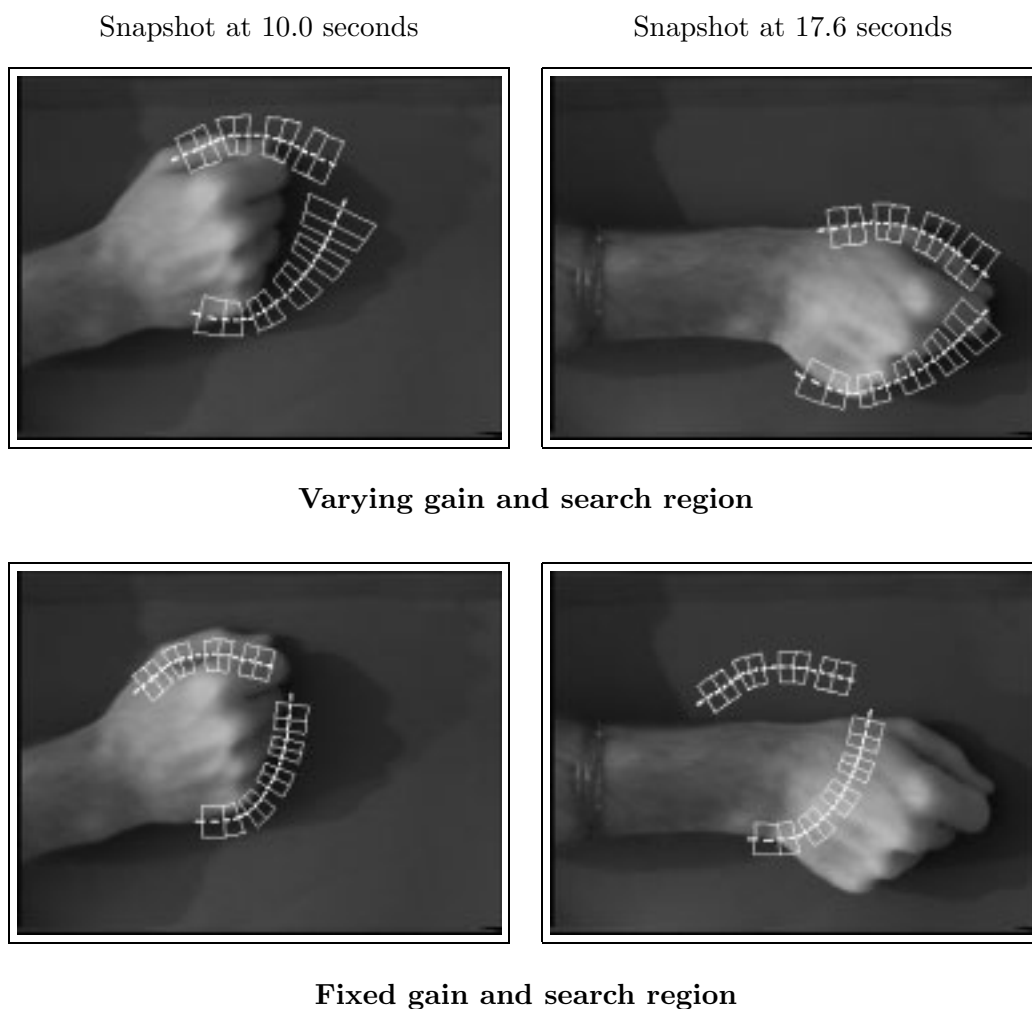 Snapshot at 10.0 seconds
Snapshot at 17.6 seconds
Varying gain and search region
Fixed gain and search region